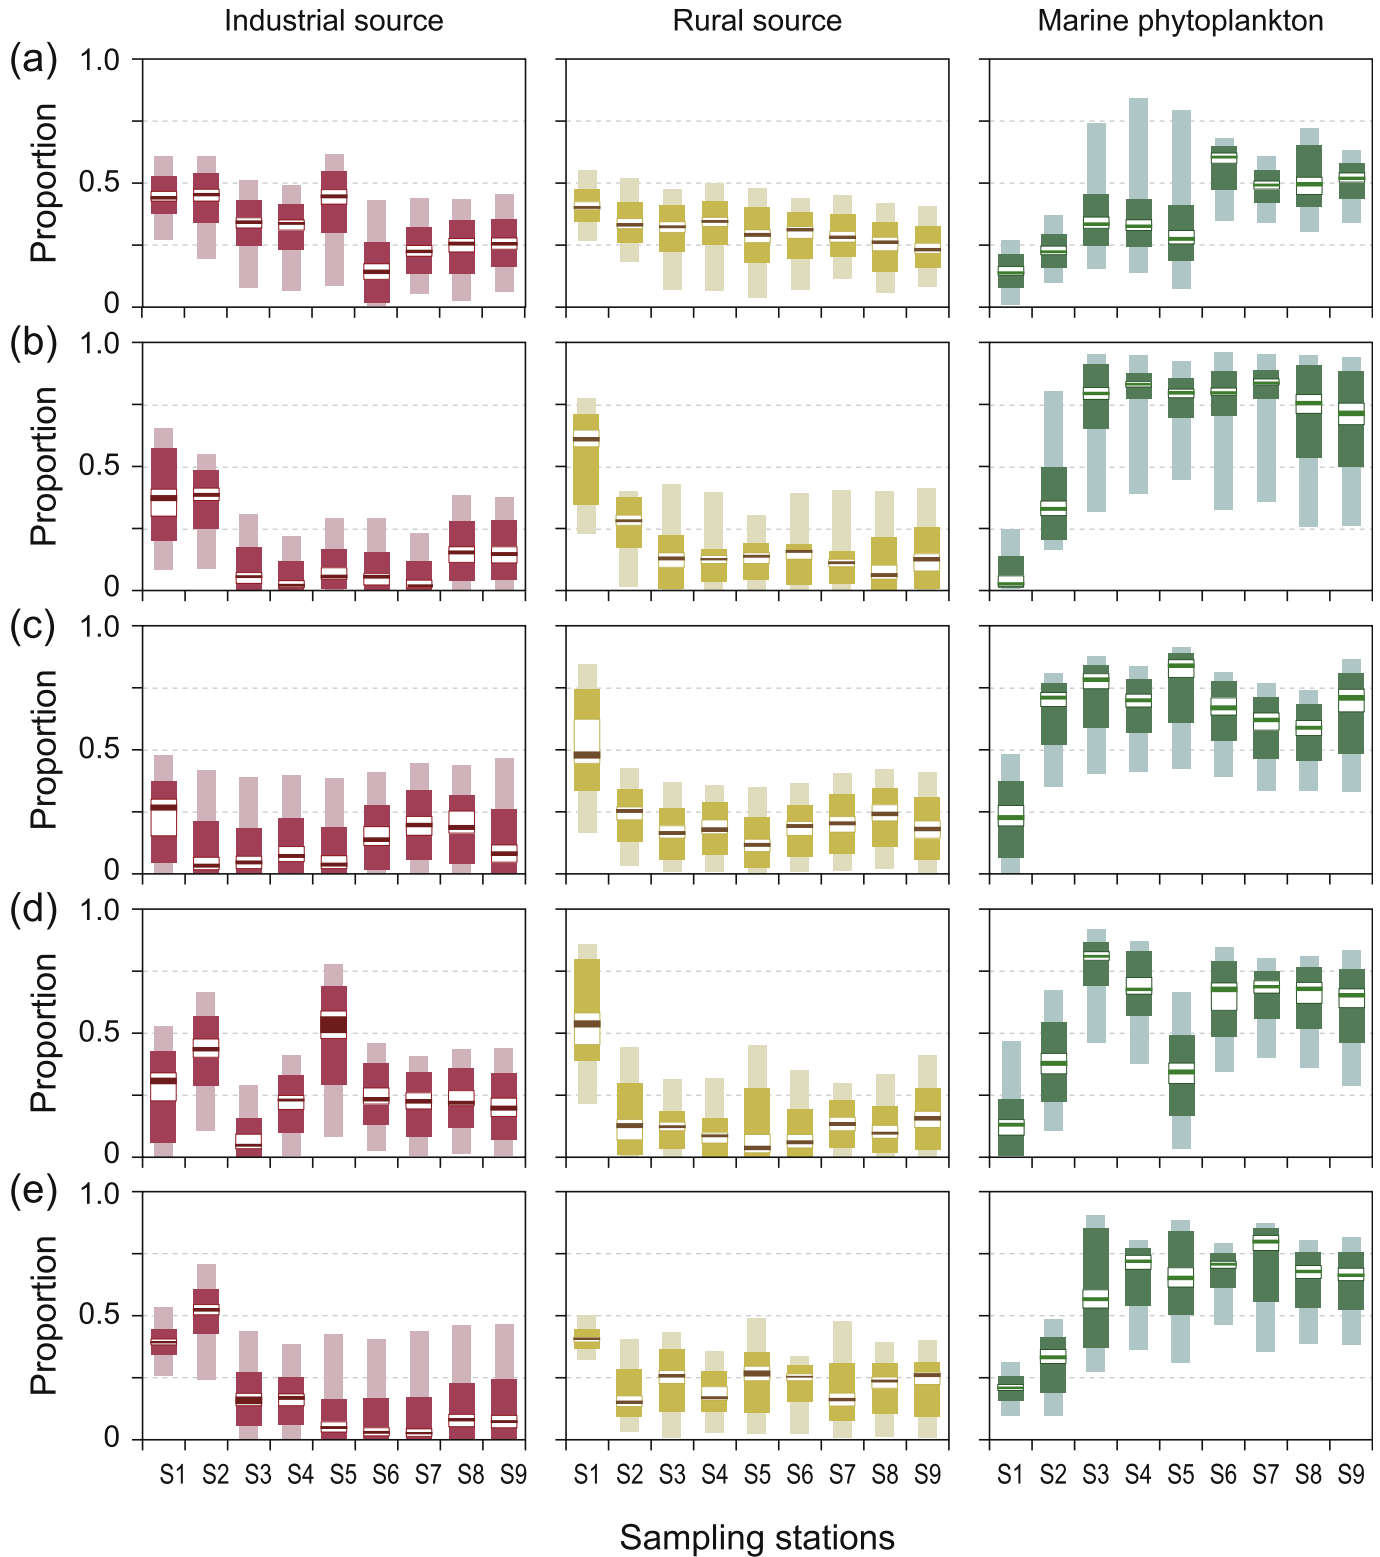 Industrial source Rural source Marine phytoplankton
(a) 1.0
Proportion
0.5
0
(b) 1.0
Proportion
0.5
0
(c) 1.0
Proportion
0.5
0
(d) 1.0
Proportion
0.5
0
(e) 1.0
Proportion
0.5
0
S1 S2 S3 S4 S5 S6 S7 S8 S9 S1 S2 S3 S4 S5 S6 S7 S8 S9 S1 S2 S3 S4 S5 S6 S7 S8 S9
Sampling stations